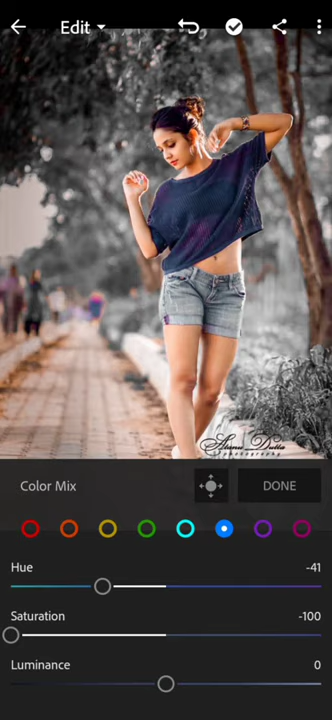 Edit
Color Mix
DONE
Hue
-41
Saturation
-100
Luminance
0